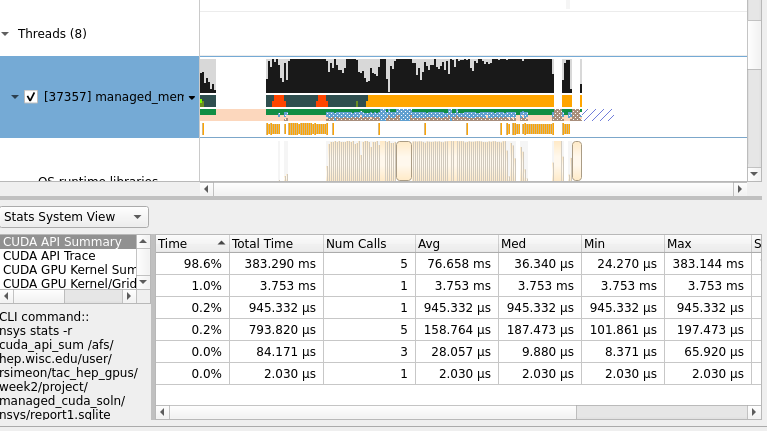 Threads (8)
[37357] managed_mem
OS runtime libraries
Stats System View
CUDA API Summary
CUDA API Trace
CUDA GPU Kernel Sum
CUDA GPU Kernel/Grid
CLI command::
nsys stats -r
cuda_api_sum /afs/
hep.wisc.edu/user/
rsimeon/tac_hep_gpus/
week2/project/
managed_cuda_soln/
nsys/report1.sqlite
Time Total Time Num Calls Avg Med Min Max S
98.6% 383.290 ms 5 76.658 ms 36.340 μs 24.270 μs 383.144 ms
1.0% 3.753 ms 1 3.753 ms 3.753 ms 3.753 ms 3.753 ms
0.2% 945.332 μs 1 945.332 μs 945.332 μs 945.332 μs 945.332 μs
0.2% 793.820 μs 5 158.764 μs 187.473 μs 101.861 μs 197.473 μs
0.0% 84.171 μs 3 28.057 μs 9.880 μs 8.371 μs 65.920 μs
0.0% 2.030 μs 1 2.030 μs 2.030 μs 2.030 μs 2.030 μs